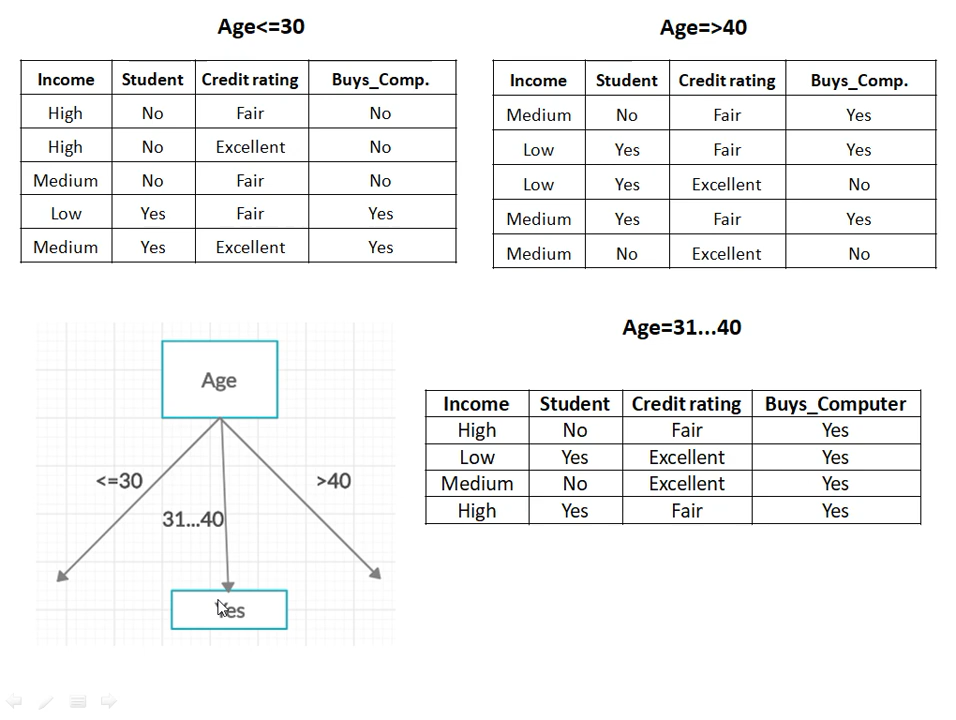 Age<=30
Income Student Credit rating Buys_Comp.
High No Fair No
High No Excellent No
Medium No Fair No
Low Yes Fair Yes
Medium Yes Excellent Yes
Age=>40
Income Student Credit rating Buys_Comp.
Medium No Fair Yes
Low Yes Fair Yes
Low Yes Excellent No
Medium Yes Fair Yes
Medium No Excellent No
Age
<=30
31...40
>40
Yes
Age=31...40
Income Student Credit rating Buys_Computer
High No Fair Yes
Low Yes Excellent Yes
Medium No Excellent Yes
High Yes Fair Yes